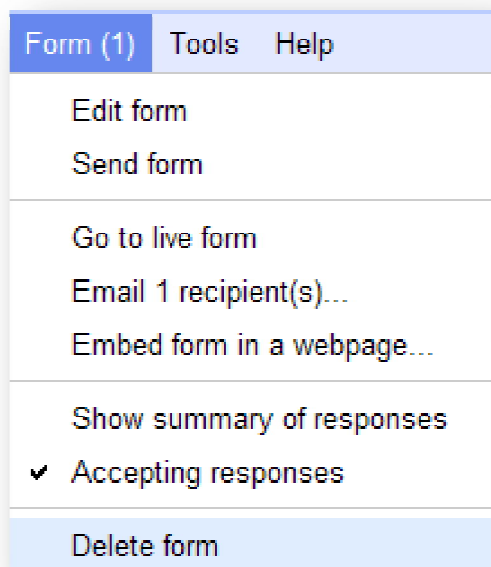 Form (1) Tools Help
Edit form
Send form
Go to live form
Email 1 recipient(s)...
Embed form in a webpage...
Show summary of responses
Accepting responses
Delete form